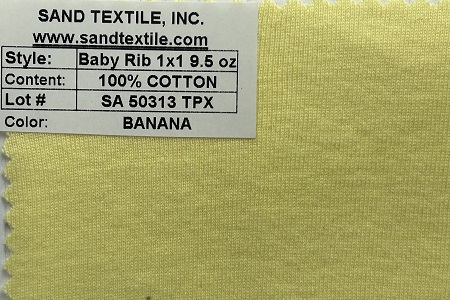 SAND TEXTILE, INC.
www.sandtextile.com
Style: Baby Rib 1x1 9.5 oz
Content: 100% COTTON
Lot # SA 50313 TPX
Color: BANANA